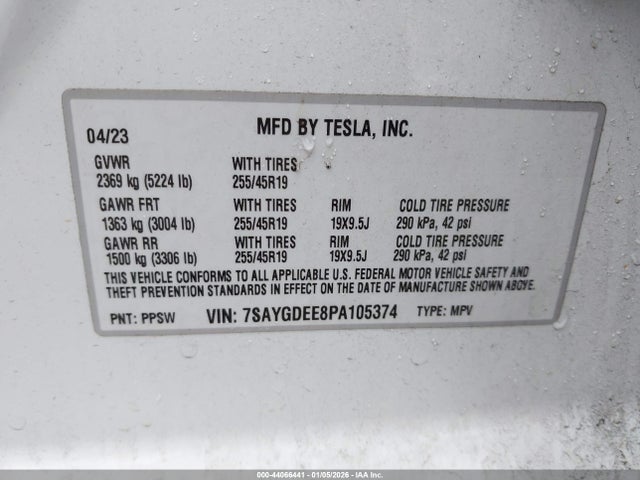 MFD BY TESLA, INC.
04/23
GVWR WITH TIRES
2369 kg (5224 lb) 255/45R19
GAWR FRT WITH TIRES RIM COLD TIRE PRESSURE
1363 kg (3004 lb) 255/45R19 19X9.5J 290 kPa, 42 psi
GAWR RR WITH TIRES RIM COLD TIRE PRESSURE
1500 kg (3306 lb) 255/45R19 19X9.5J 290 kPa, 42 psi
THIS VEHICLE CONFORMS TO ALL APPLICABLE U.S. FEDERAL MOTOR VEHICLE SAFETY AND
THEFT PREVENTION STANDARDS IN EFFECT ON THE DATE OF MANUFACTURE SHOWN ABOVE.
PNT: PPSW VIN: 7SAYGDEE8PA105374 TYPE: MPV
000-44066441 - 01/05/2026 - IAA Inc.